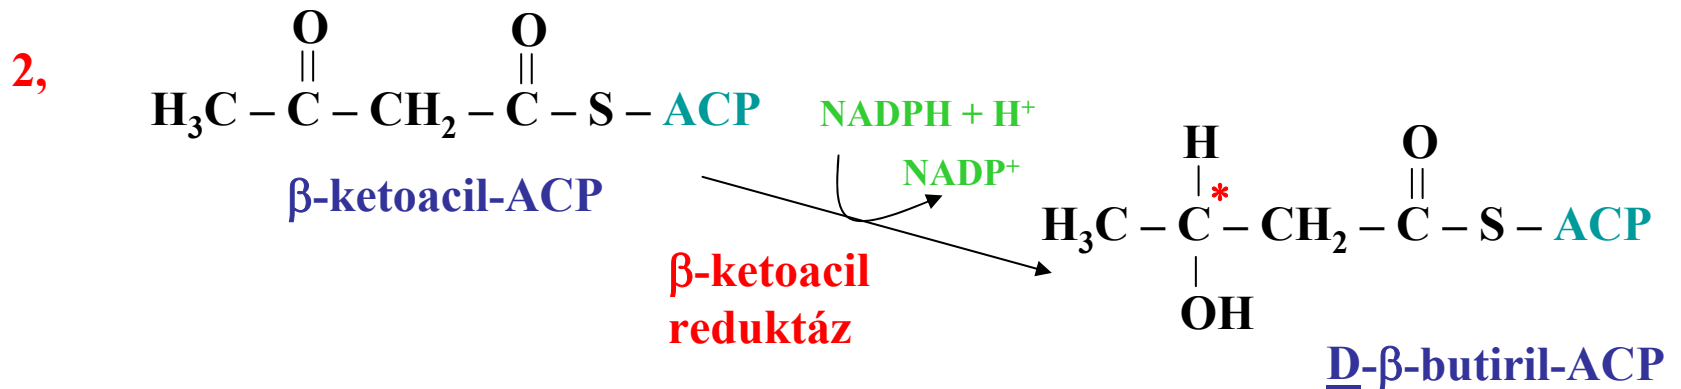 2,
O O
H₃C – C – CH₂ – C – S – ACP
β-ketoacil-ACP
NADPH + H⁺
NADP⁺
β-ketoacil
reduktáz
H O
H₃C – C* – CH₂ – C – S – ACP
OH
D-β-butiril-ACP